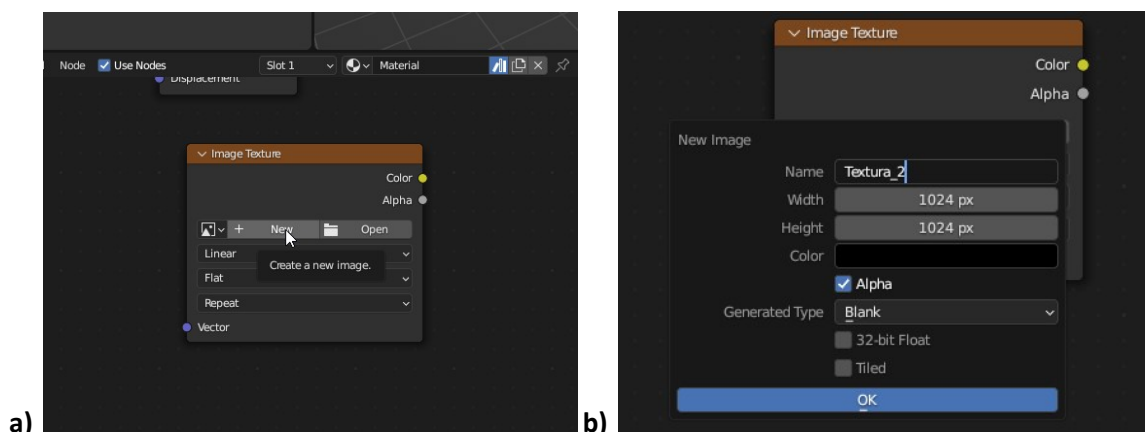 Node Use Nodes Slot 1 Material
Displacement
Image Texture
Color
Alpha
New Open
Linear
Create a new image.
Flat
Repeat
Vector
a)
Image Texture
Color
Alpha
New Image
Name Textura_2
Width 1024 px
Height 1024 px
Color
Alpha
Generated Type Blank
32-bit Float
Tiled
OK
b)